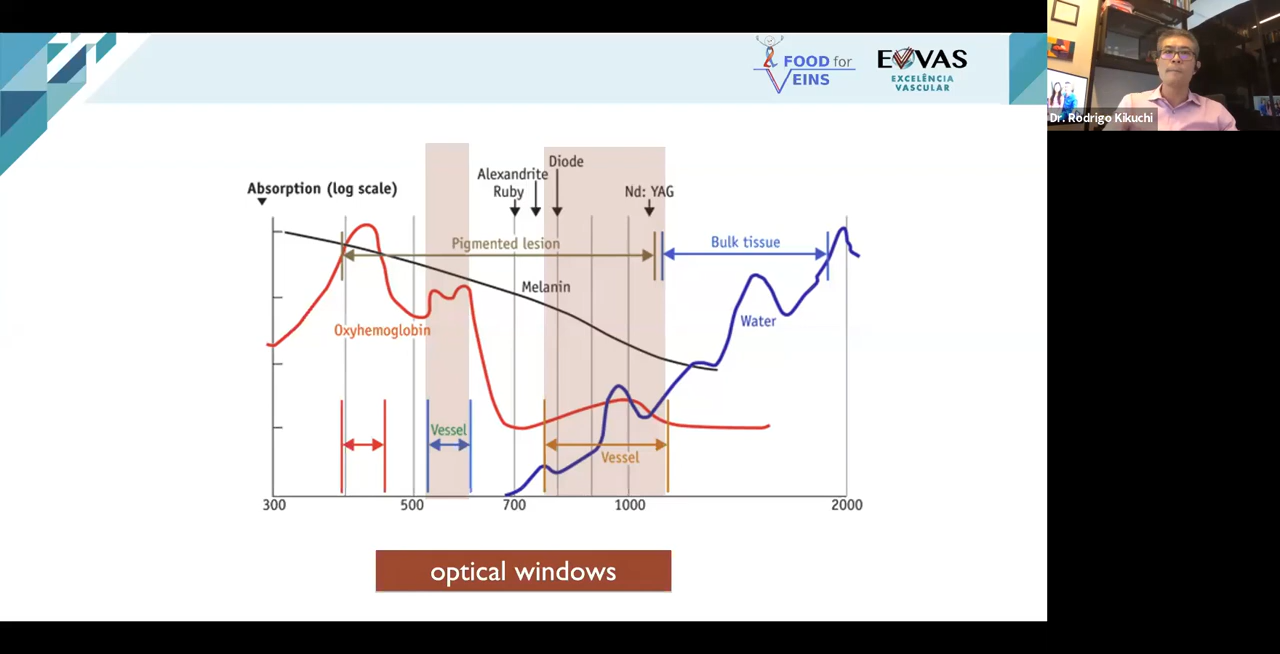 FOOD for
VEINS
EVVAS
EXCELÊNCIA
VASCULAR
Dr. Rodrigo Kikuchi
Absorption (log scale)
Alexandrite
Ruby
Diode
Nd: YAG
Pigmented lesion
Bulk tissue
Melanin
Oxyhemoglobin
Water
Vessel
Vessel
300
500
700
1000
2000
optical windows